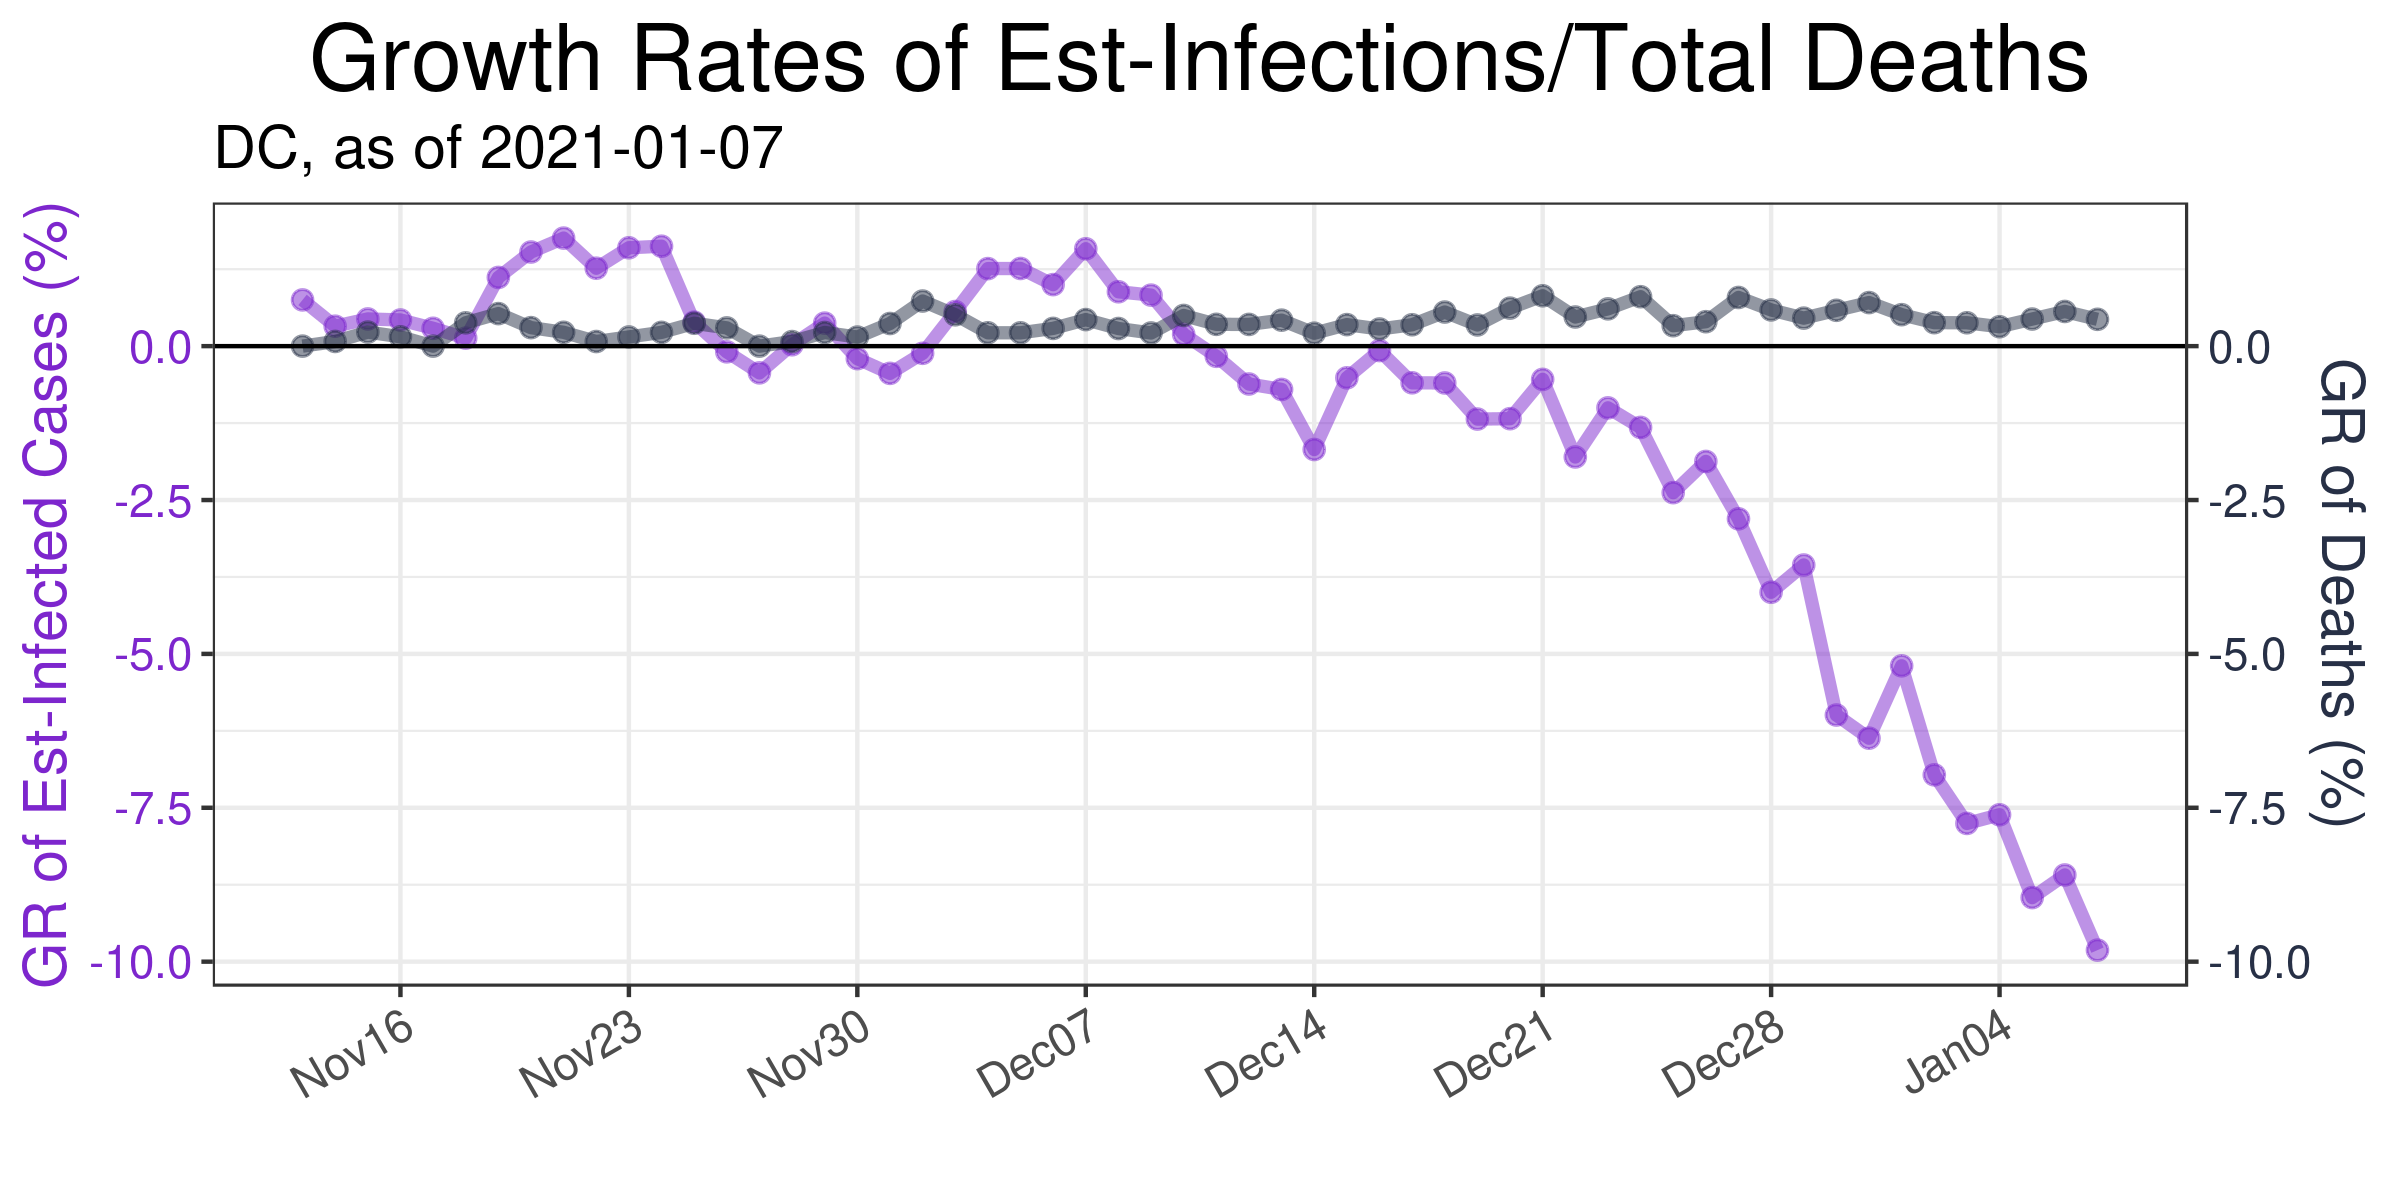 Growth Rates of Est-Infections/Total Deaths
DC, as of 2021-01-07
GR of Est-Infected Cases (%)
0.0
-2.5
-5.0
-7.5
-10.0
0.0
-2.5
-5.0
-7.5
-10.0
GR of Deaths (%)
Nov16
Nov23
Nov30
Dec07
Dec14
Dec21
Dec28
Jan04